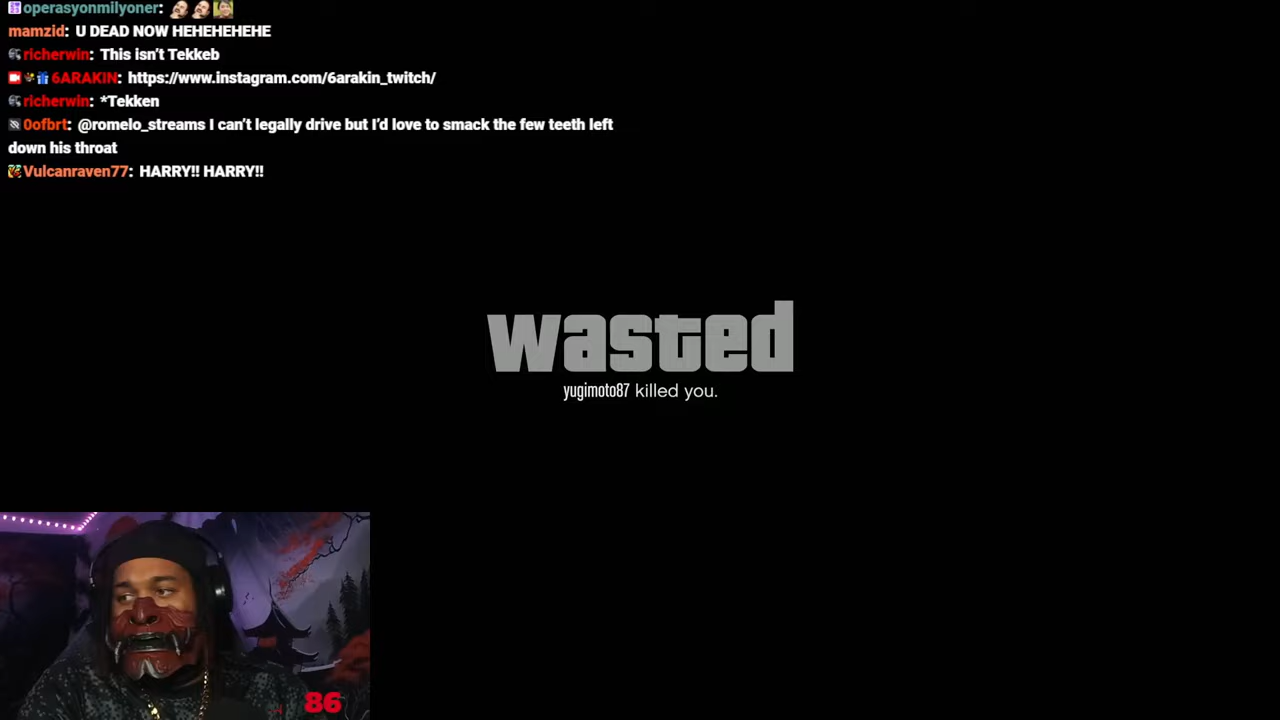 operasyonmilyoner:
mamzid: U DEAD NOW HEHEHEHEHE
richerwin: This isn't Tekkeb
6ARAKIN: https://www.instagram.com/6arakin_twitch/
richerwin: *Tekken
0ofbrt: @romelo_streams I can't legally drive but I'd love to smack the few teeth left
down his throat
Vulcanraven77: HARRY!! HARRY!!
wasted
yugimoto87 killed you.
86